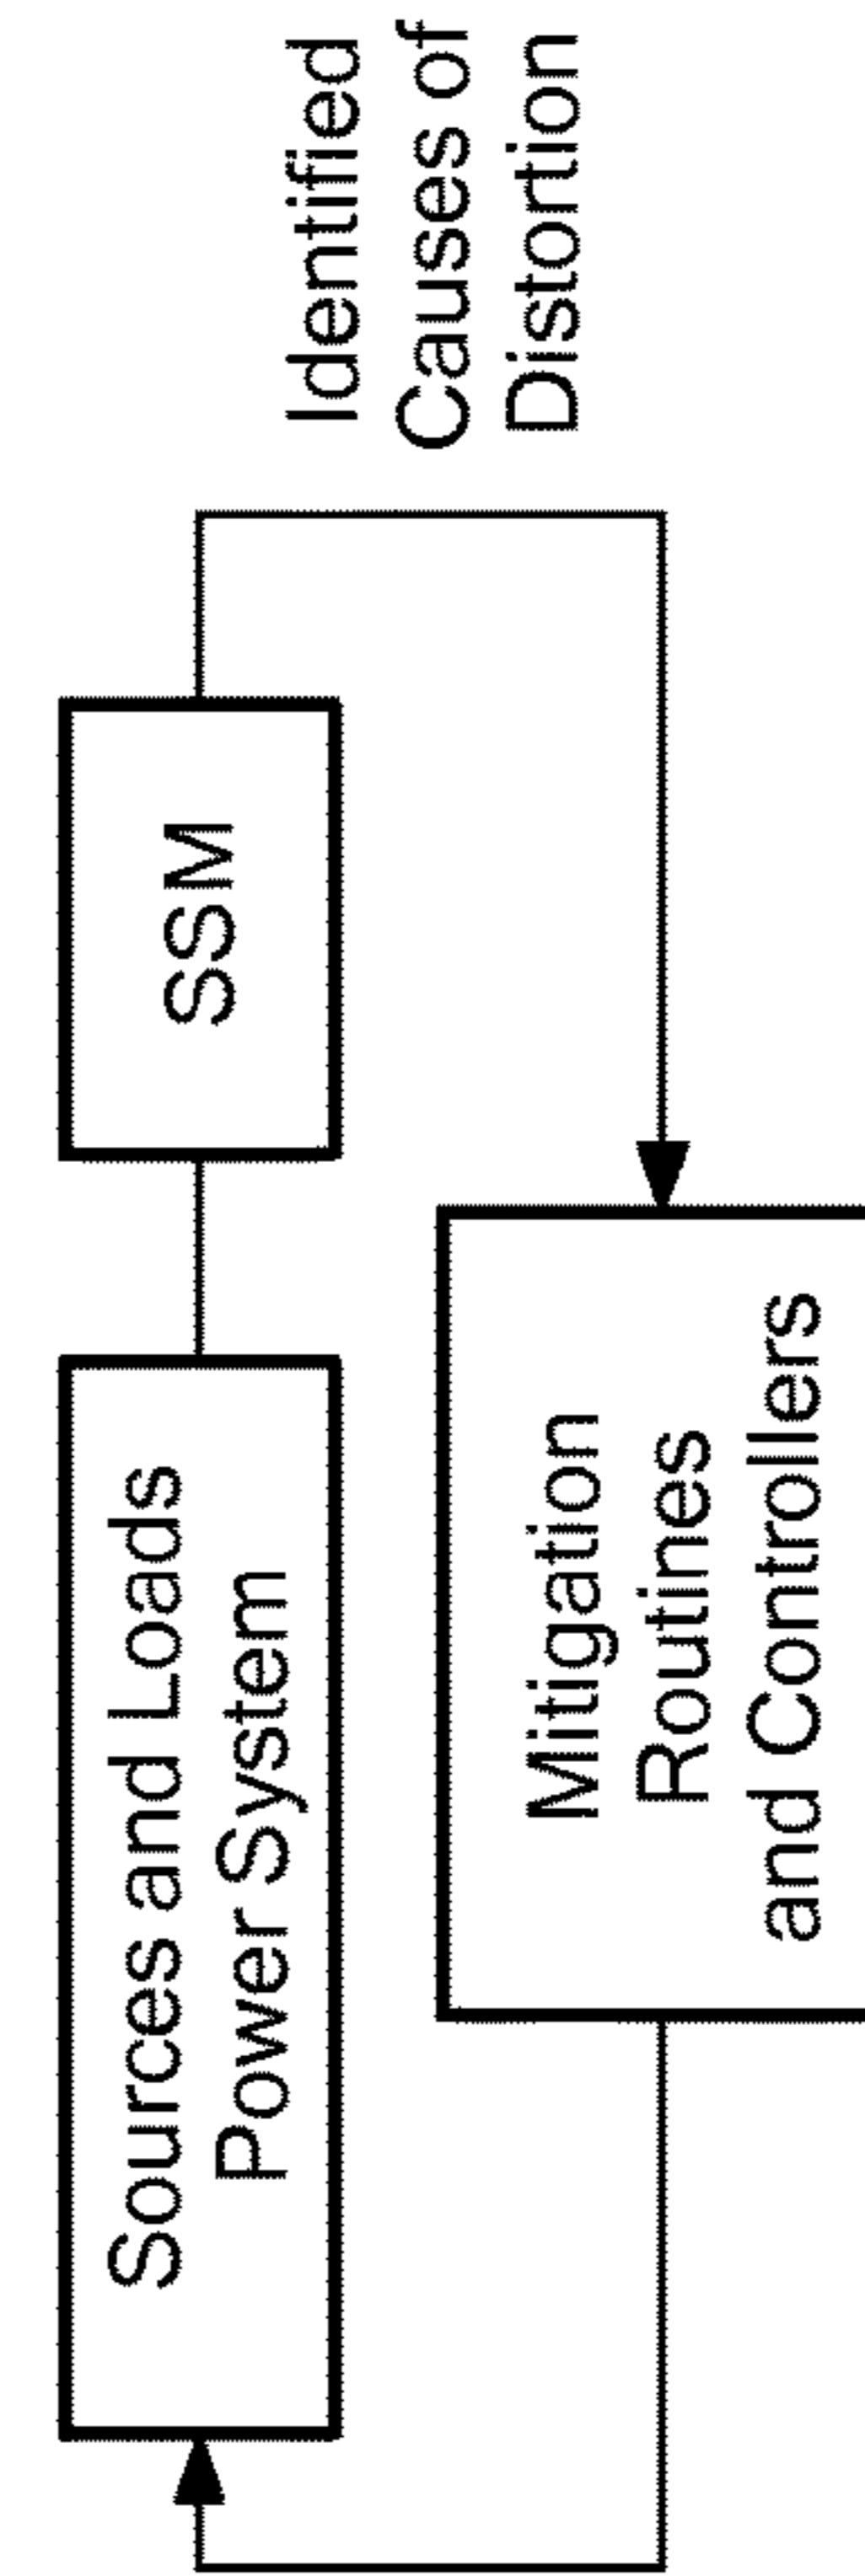 Sources and Loads
Power System
SSM
Identified
Causes of
Distortion
Mitigation
Routines
and Controllers